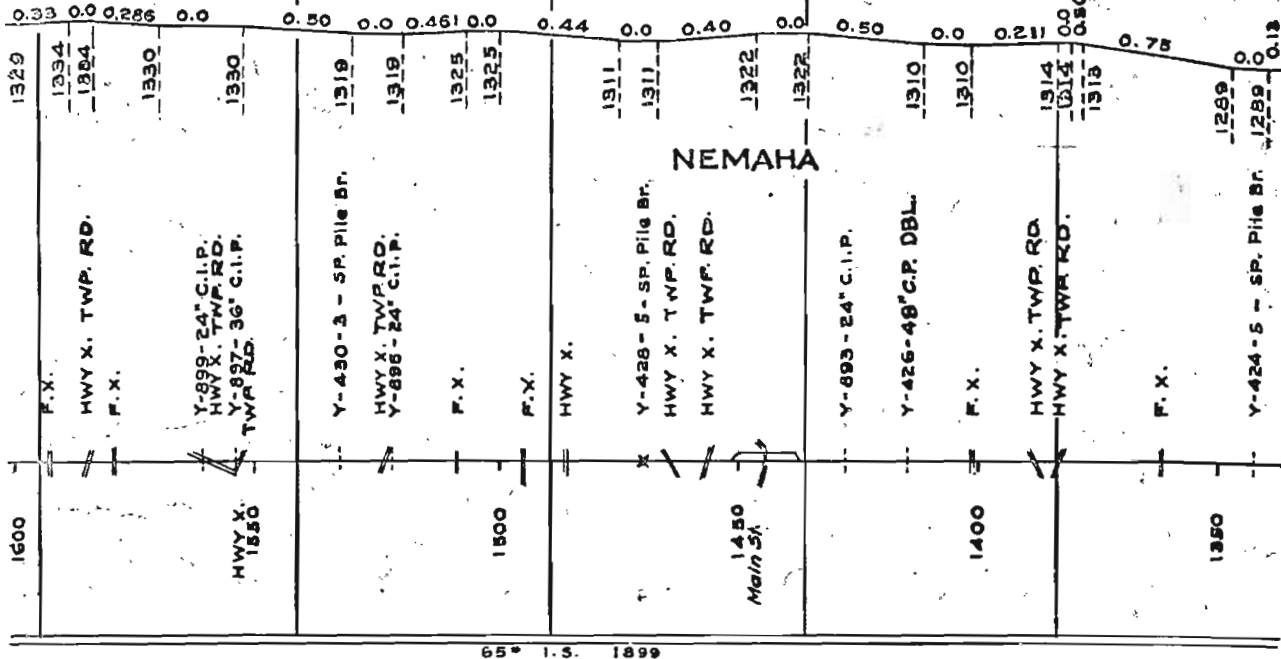 0.33 0.0 0.286 0.0 0.50 0.0 0.461 0.0 0.44 0.0 0.40 0.0 0.50 0.0 0.211 0.0 0.75 0.0 0.13
1329 1334 1334 1330 1330 1319 1319 1325 1325 1311 1311 1322 1322 1310 1310 1314 1314 1313 1289 1289
NEMAHA
F. X.
HWY X. TWP. RD.
F. X.
Y-899-24" C.I.P.
HWY X. TWP. RD.
Y-897-36" C.I.P.
TWP. RD.
Y-430-3 - SP. Pile Br.
HWY X. TWP. RD.
Y-895-24" C.I.P.
F. X.
F. X.
HWY X.
Y-428-5-SP. Pile Br.
HWY X. TWP. RD.
HWY X. TWP. RD.
Y-893-24" C.I.P.
Y-426-48" C.P. DBL.
F. X.
HWY X. TWP. RD.
HWY X. TWP. RD.
F. X.
Y-424-5 - SP. Pile Br.
1600
HWY X.
1550
1500
1450
Main St.
1400
1350
65# I.S. 1899